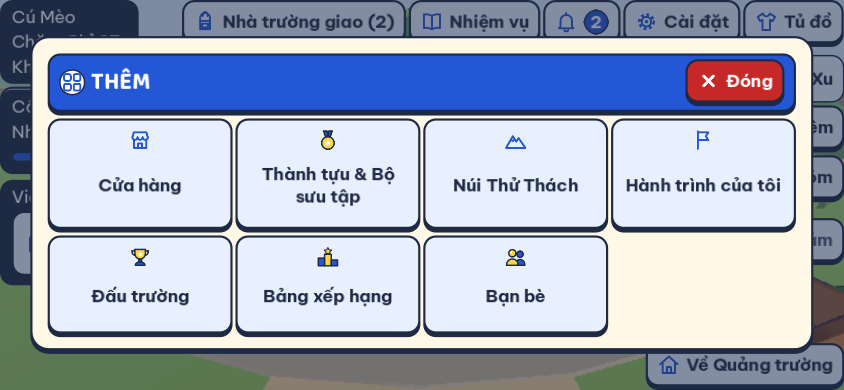 Cú Mèo
Nhà trường giao (2)
Nhiệm vụ
2
Cài đặt
Tủ đồ
THÊM
Đóng
Xu
Cửa hàng
Thành tựu & Bộ
sưu tập
Núi Thử Thách
Hành trình của tôi
Đấu trường
Bảng xếp hạng
Bạn bè
Về Quảng trường